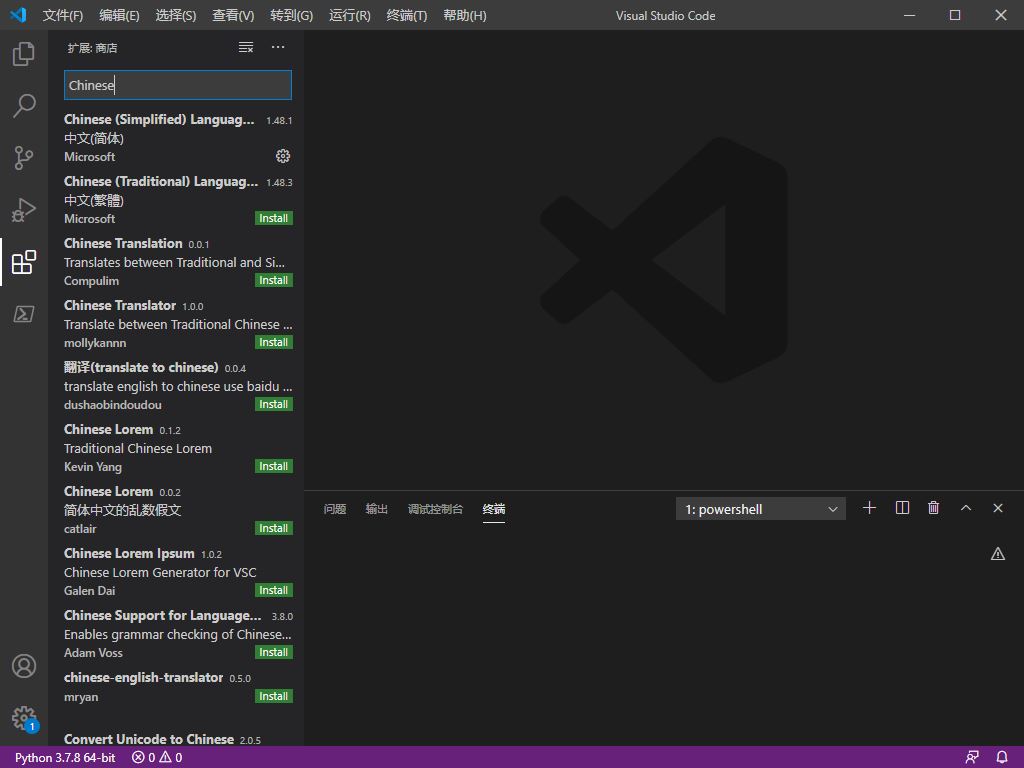 文件(F) 编辑(E) 选择(S) 查看(V) 转到(G) 运行(R) 终端(T) 帮助(H) Visual Studio Code
扩展: 商店
Chinese
Chinese (Simplified) Languag... 1.48.1
中文(简体)
Microsoft
Chinese (Traditional) Languag... 1.48.3
中文(繁體)
Microsoft Install
Chinese Translation 0.0.1
Translates between Traditional and Si...
Compulim Install
Chinese Translator 1.0.0
Translate between Traditional Chinese ...
mollykannn Install
翻译(translate to chinese) 0.0.4
translate english to chinese use baidu ...
dushaobindoudou Install
Chinese Lorem 0.1.2
Traditional Chinese Lorem
Kevin Yang Install
Chinese Lorem 0.0.2
简体中文的乱数假文
catlair Install
Chinese Lorem Ipsum 1.0.2
Chinese Lorem Generator for VSC
Galen Dai Install
Chinese Support for Language... 3.8.0
Enables grammar checking of Chinese...
Adam Voss Install
chinese-english-translator 0.5.0
mryan Install
Convert Unicode to Chinese 2.0.5
问题 输出 调试控制台 终端 1: powershell
1
Python 3.7.8 64-bit 0 0